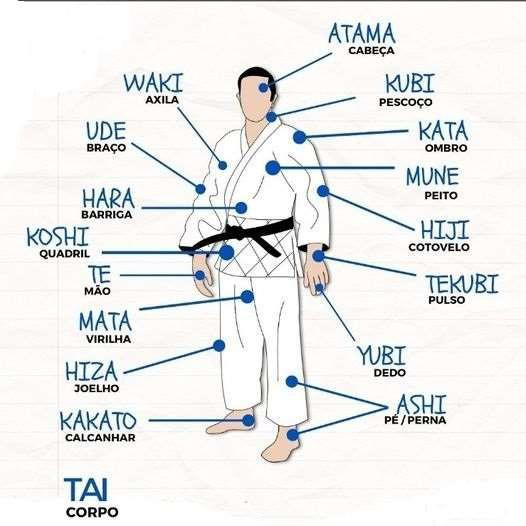 ATAMA
CABEÇA
WAKI
AXILA
KUBI
PESCOÇO
UDE
BRAÇO
KATA
OMBRO
MUNE
PEITO
HARA
BARRIGA
HIJI
COTOVELO
KOSHI
QUADRIL
TE
MÃO
TEKUBI
PULSO
MATA
VIRILHA
YUBI
DEDO
HIZA
JOELHO
ASHI
PÉ / PERNA
KAKATO
CALCANHAR
TAI
CORPO